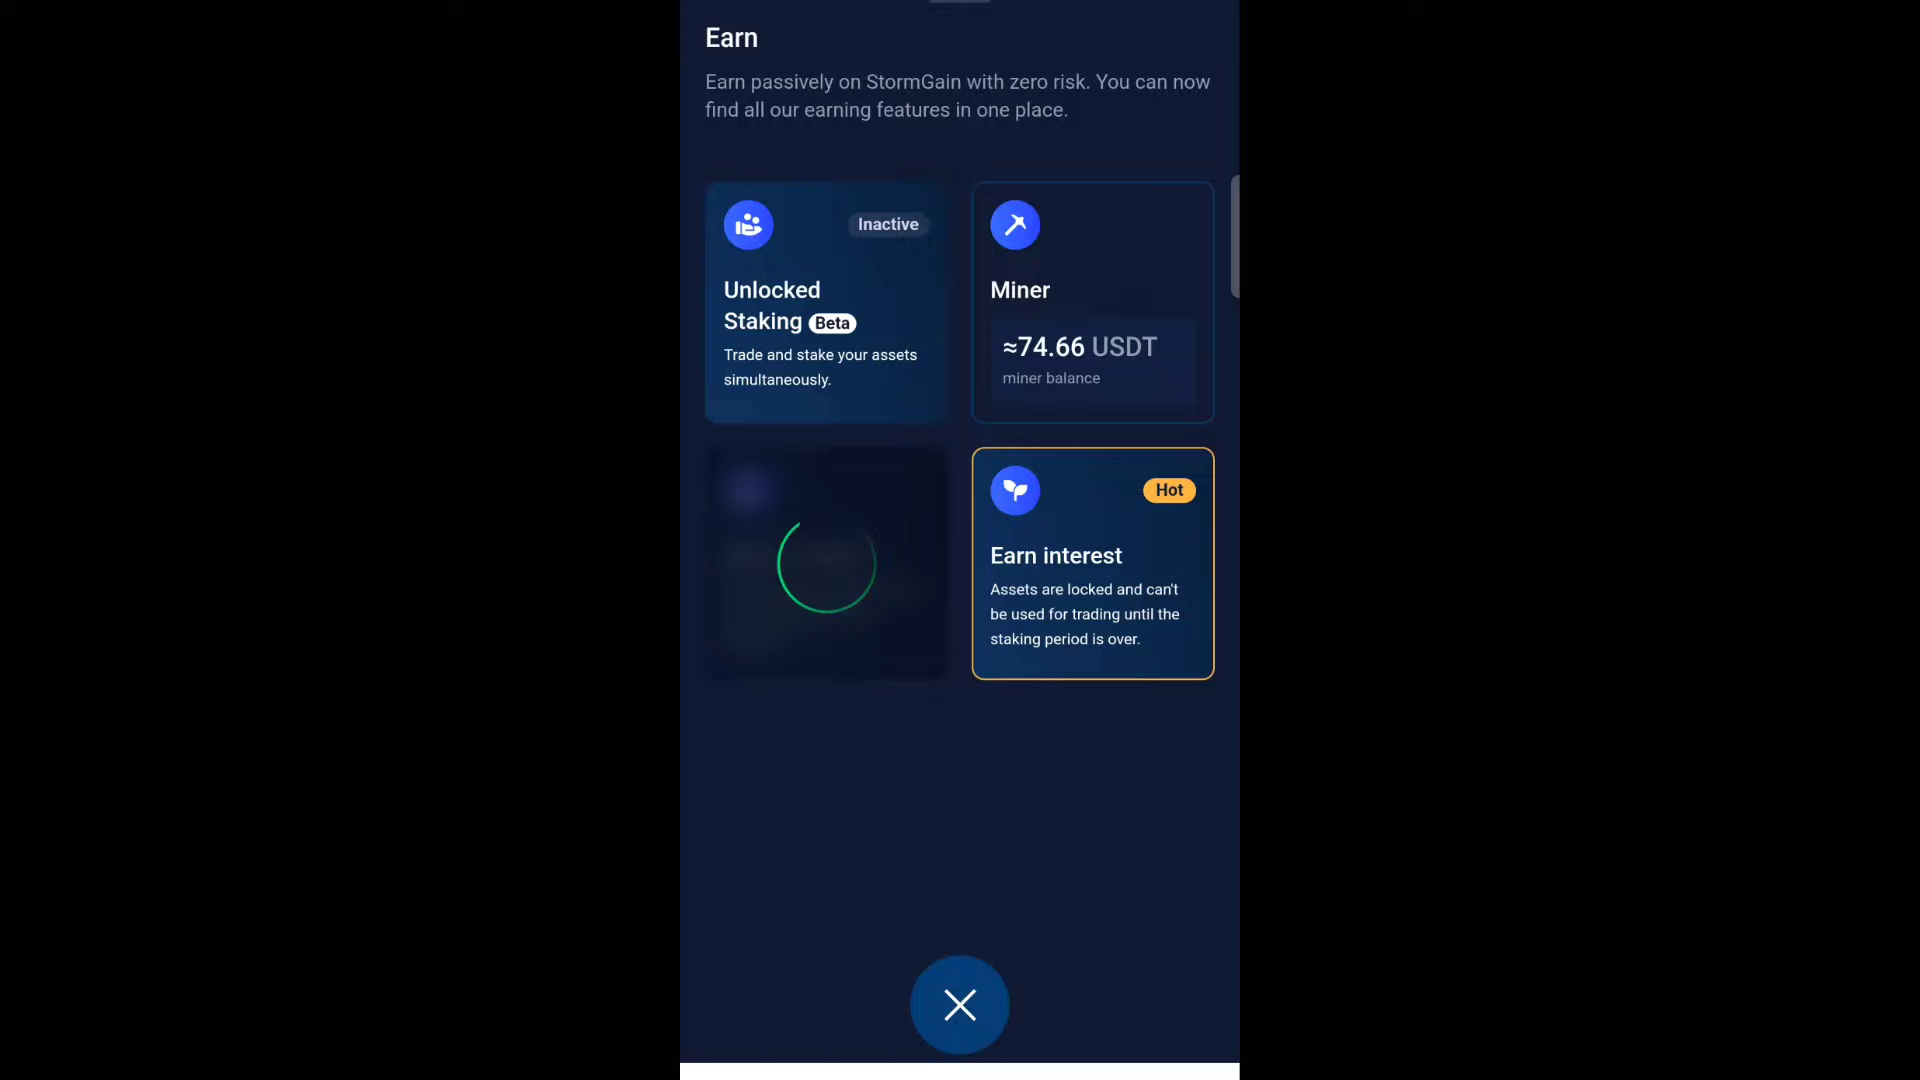 Earn
Earn passively on StormGain with zero risk. You can now
find all our earning features in one place.
Inactive
Unlocked
Staking Beta
Trade and stake your assets
simultaneously.
Miner
≈74.66 USDT
miner balance
Hot
Earn interest
Assets are locked and can't
be used for trading until the
staking period is over.